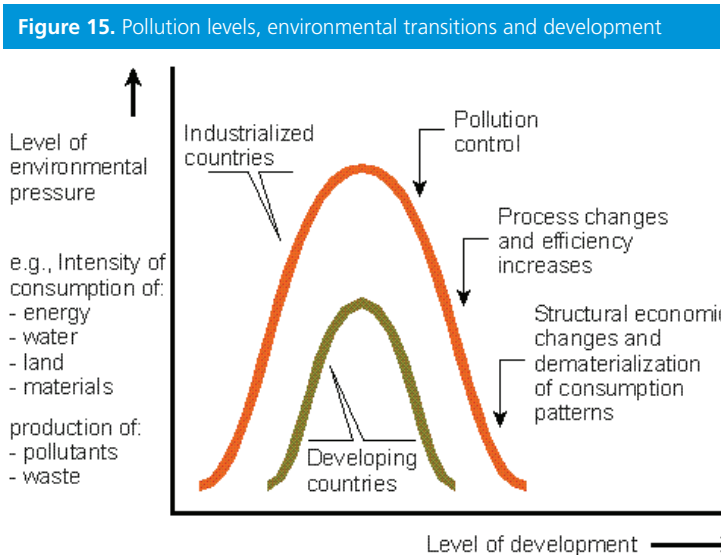 Figure 15. Pollution levels, environmental transitions and development
Level of
environmental
pressure
e.g., Intensity of
consumption of:
- energy
- water
- land
- materials
production of:
- pollutants
- waste
Industrialized
countries
Pollution
control
Process changes
and efficiency
increases
Structural economic
changes and
dematerialization
of consumption
patterns
Developing
countries
Level of development